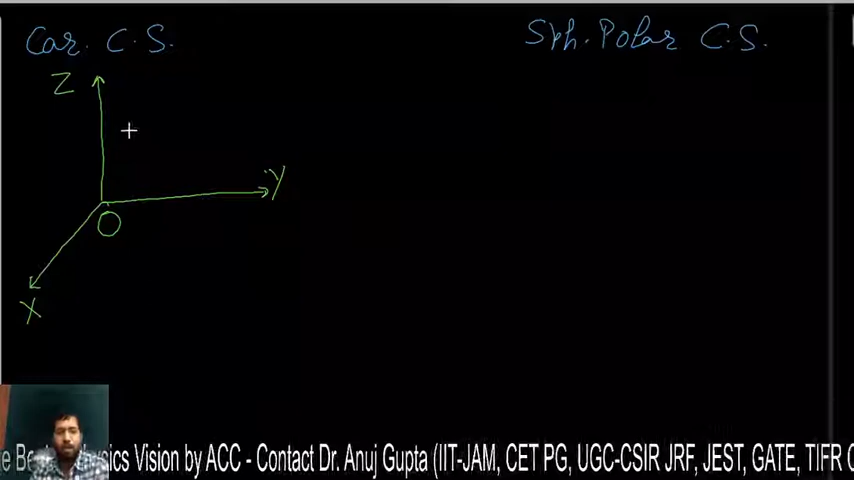 Car. C.S.
Sph. Polar C.S.
Z
Y
O
X
ics Vision by ACC - Contact Dr. Anuj Gupta (IIT-JAM, CET PG, UGC-CSIR JRF, JEST, GATE, TIFR